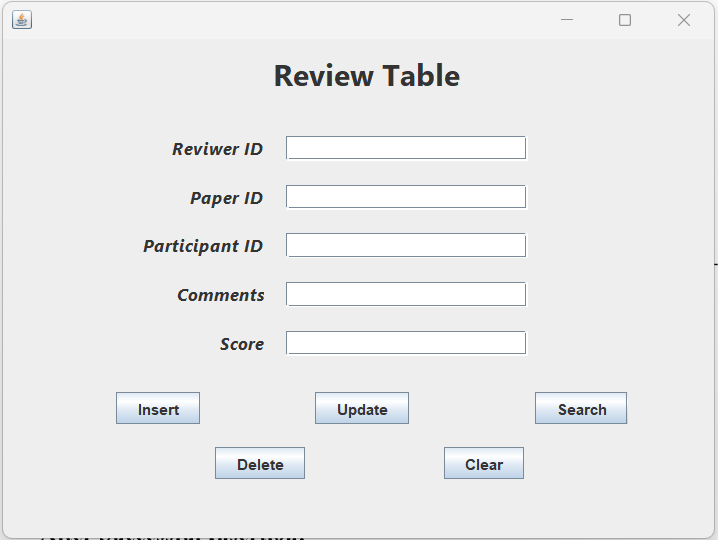 Review Table
Reviwer ID
Paper ID
Participant ID
Comments
Score
Insert Update Search
Delete Clear